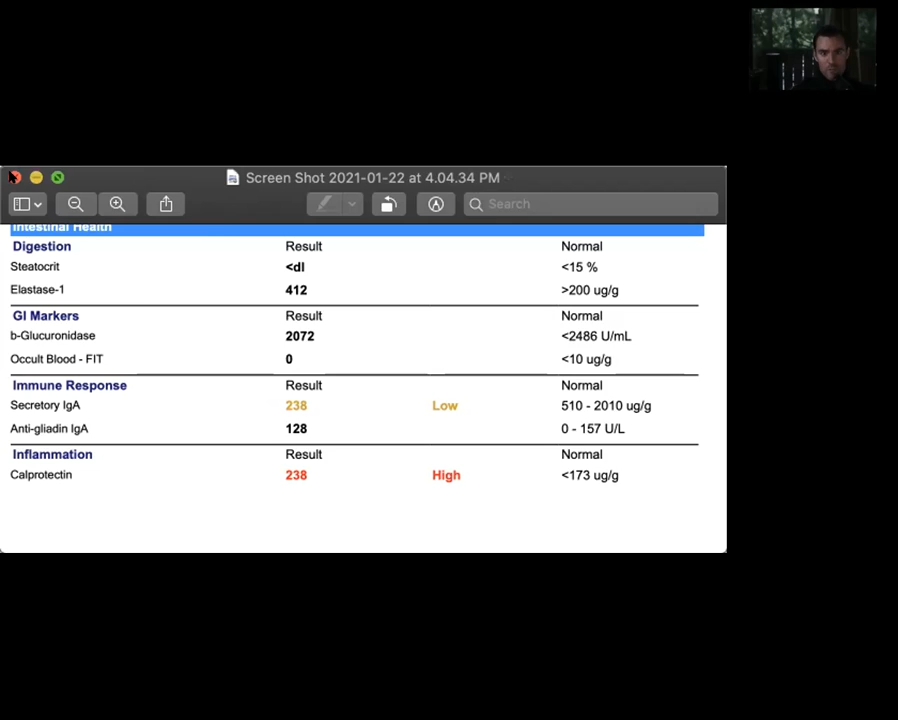 Screen Shot 2021-01-22 at 4.04.34 PM
Search
Intestinal Health
Digestion Result Normal
Steatocrit <dl <15 %
Elastase-1 412 >200 ug/g
GI Markers Result Normal
b-Glucuronidase 2072 <2486 U/mL
Occult Blood - FIT 0 <10 ug/g
Immune Response Result Normal
Secretory IgA 238 Low 510 - 2010 ug/g
Anti-gliadin IgA 128 0 - 157 U/L
Inflammation Result Normal
Calprotectin 238 High <173 ug/g